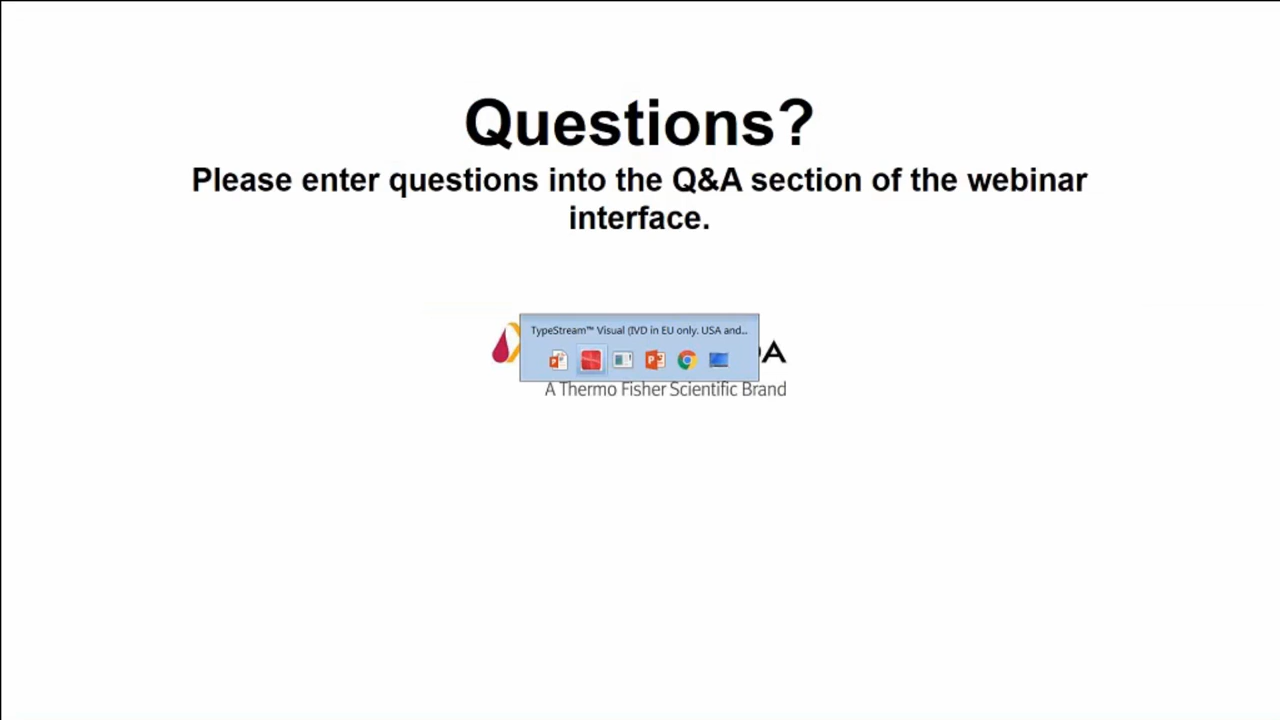 Questions?
Please enter questions into the Q&A section of the webinar
interface.
TypeStream™ Visual (IVD in EU only. USA and...
A Thermo Fisher Scientific Brand